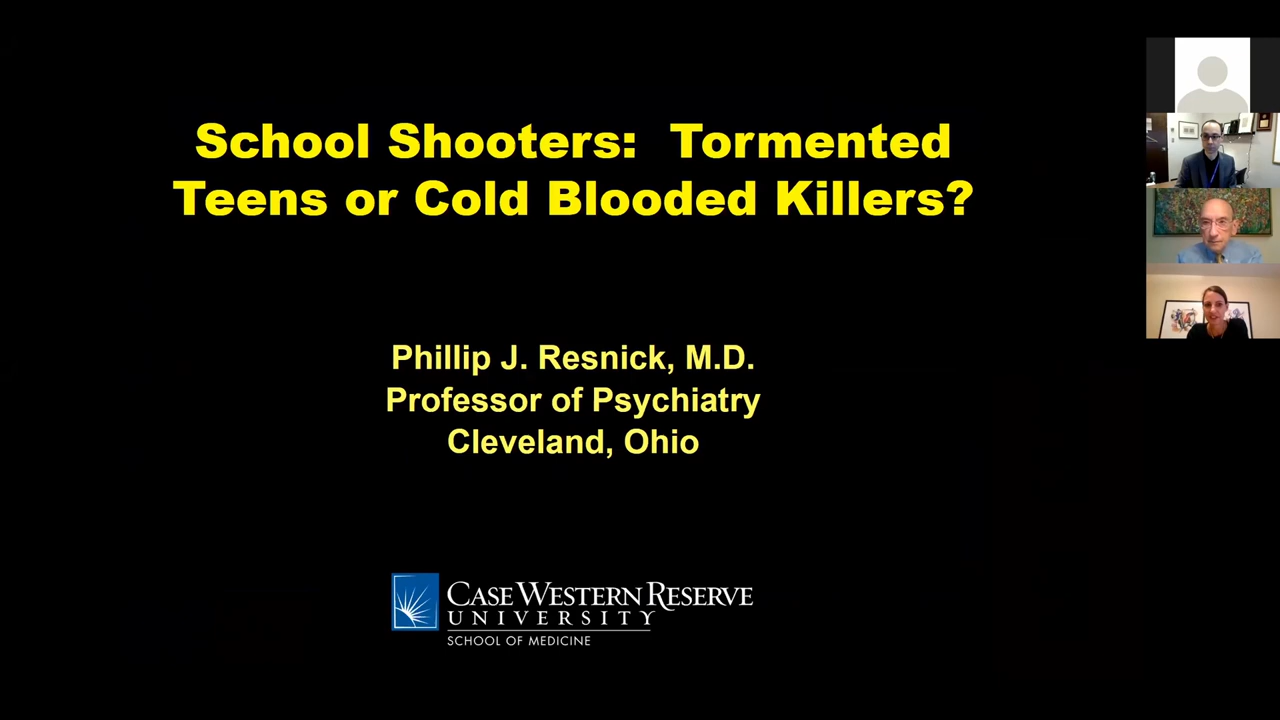 School Shooters: Tormented
Teens or Cold Blooded Killers?
Phillip J. Resnick, M.D.
Professor of Psychiatry
Cleveland, Ohio
CASE WESTERN RESERVE
UNIVERSITY
SCHOOL OF MEDICINE